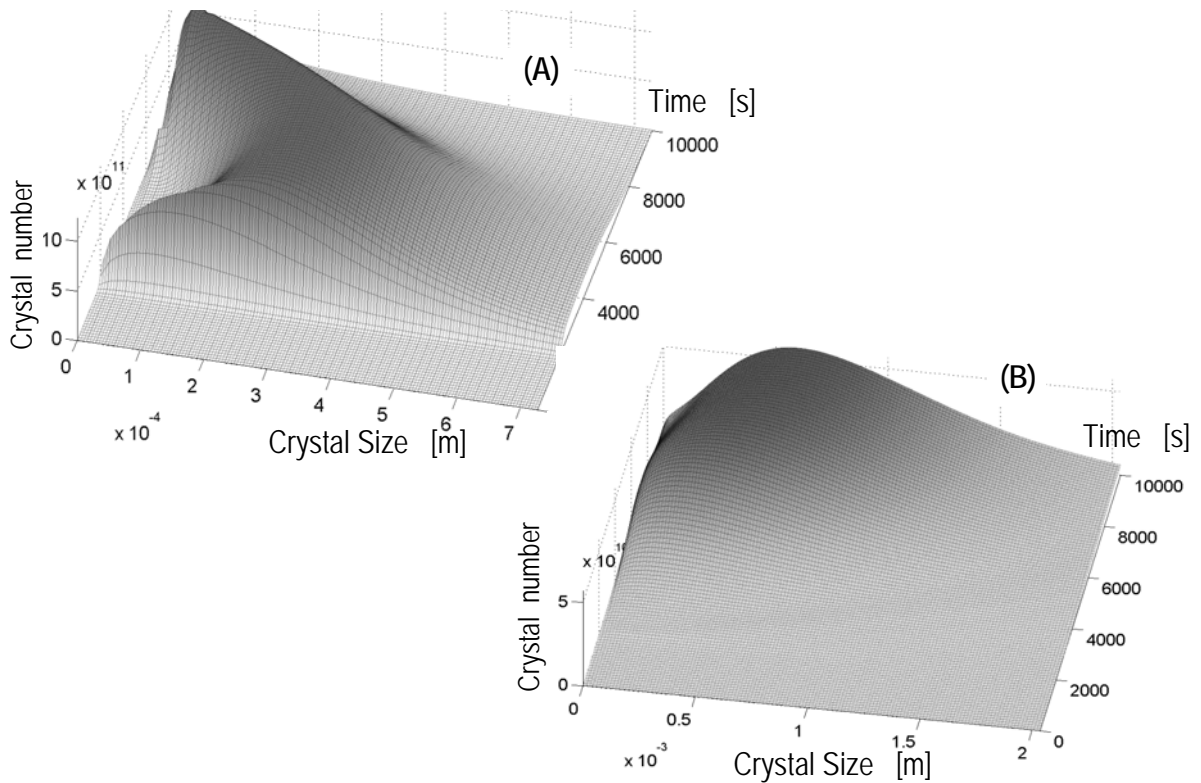 (A)
Time [s]
10000
8000
6000
4000
x 10 11
Crystal number
10
5
0
0 1 2 3 4 5 6 7
x 10 -4
Crystal Size [m]
(B)
Time [s]
10000
8000
6000
4000
2000
0
x 10 10
Crystal number
5
0
0 0.5 1 1.5 2
x 10 -3
Crystal Size [m]